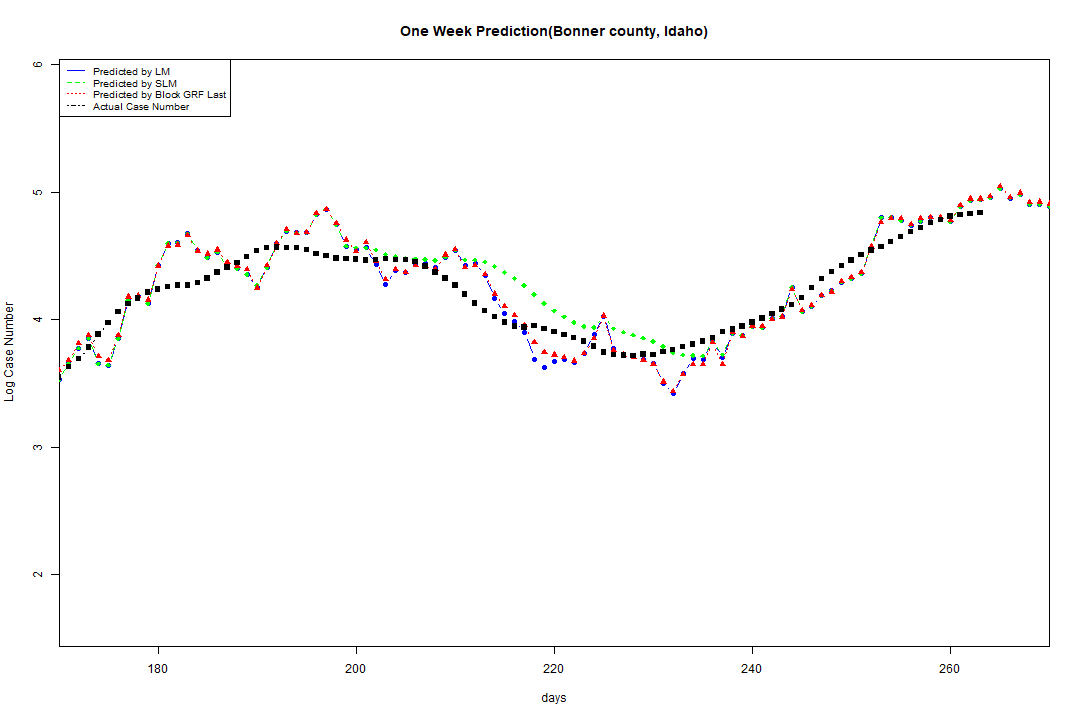 One Week Prediction(Bonner county, Idaho)
Predicted by LM
Predicted by SLM
Predicted by Block GRF Last
Actual Case Number
6
5
4
3
2
Log Case Number
180 200 220 240 260
days